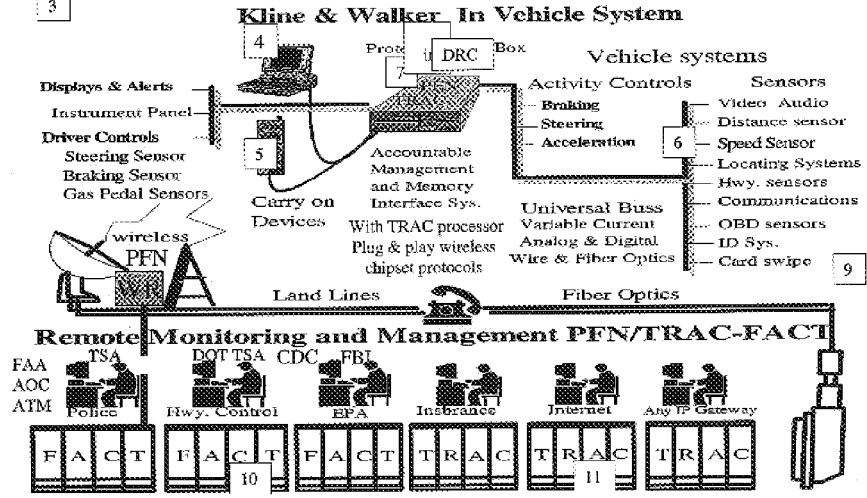 3
Kline & Walker In Vehicle System
4
Box
in DRC
7
PFN
TRAC
Vehicle systems
Displays & Alerts
Instrument Panel
Driver Controls
Steering Sensor
Braking Sensor
Gas Pedal Sensors
5
Carry on
Devices
Accountable
Management
and Memory
Interface Sys.
With TRAC processor
Plug & play wireless
chipset protocols
Activity Controls
Braking
Steering
Acceleration
Sensors
Video Audio
Distance sensor
6
Speed Sensor
Locating Systems
Hwy. sensors
Communications
OBD sensors
ID Sys.
Card swipe
Universal Buss
Variable Current
Analog & Digital
Wire & Fiber Optics
9
wireless
PFN
Land Lines
Fiber Optics
Remote Monitoring and Management PFN/TRAC-FACT
FAA
AOC
ATM
TSA
Police
DOT TSA
Hwy. Control
CDC
FBI
EPA
Insurance
Internet
Any IP Gateway
F A C T
F A C T
F A C T
T R A C
T R A C
T R A C
10
11